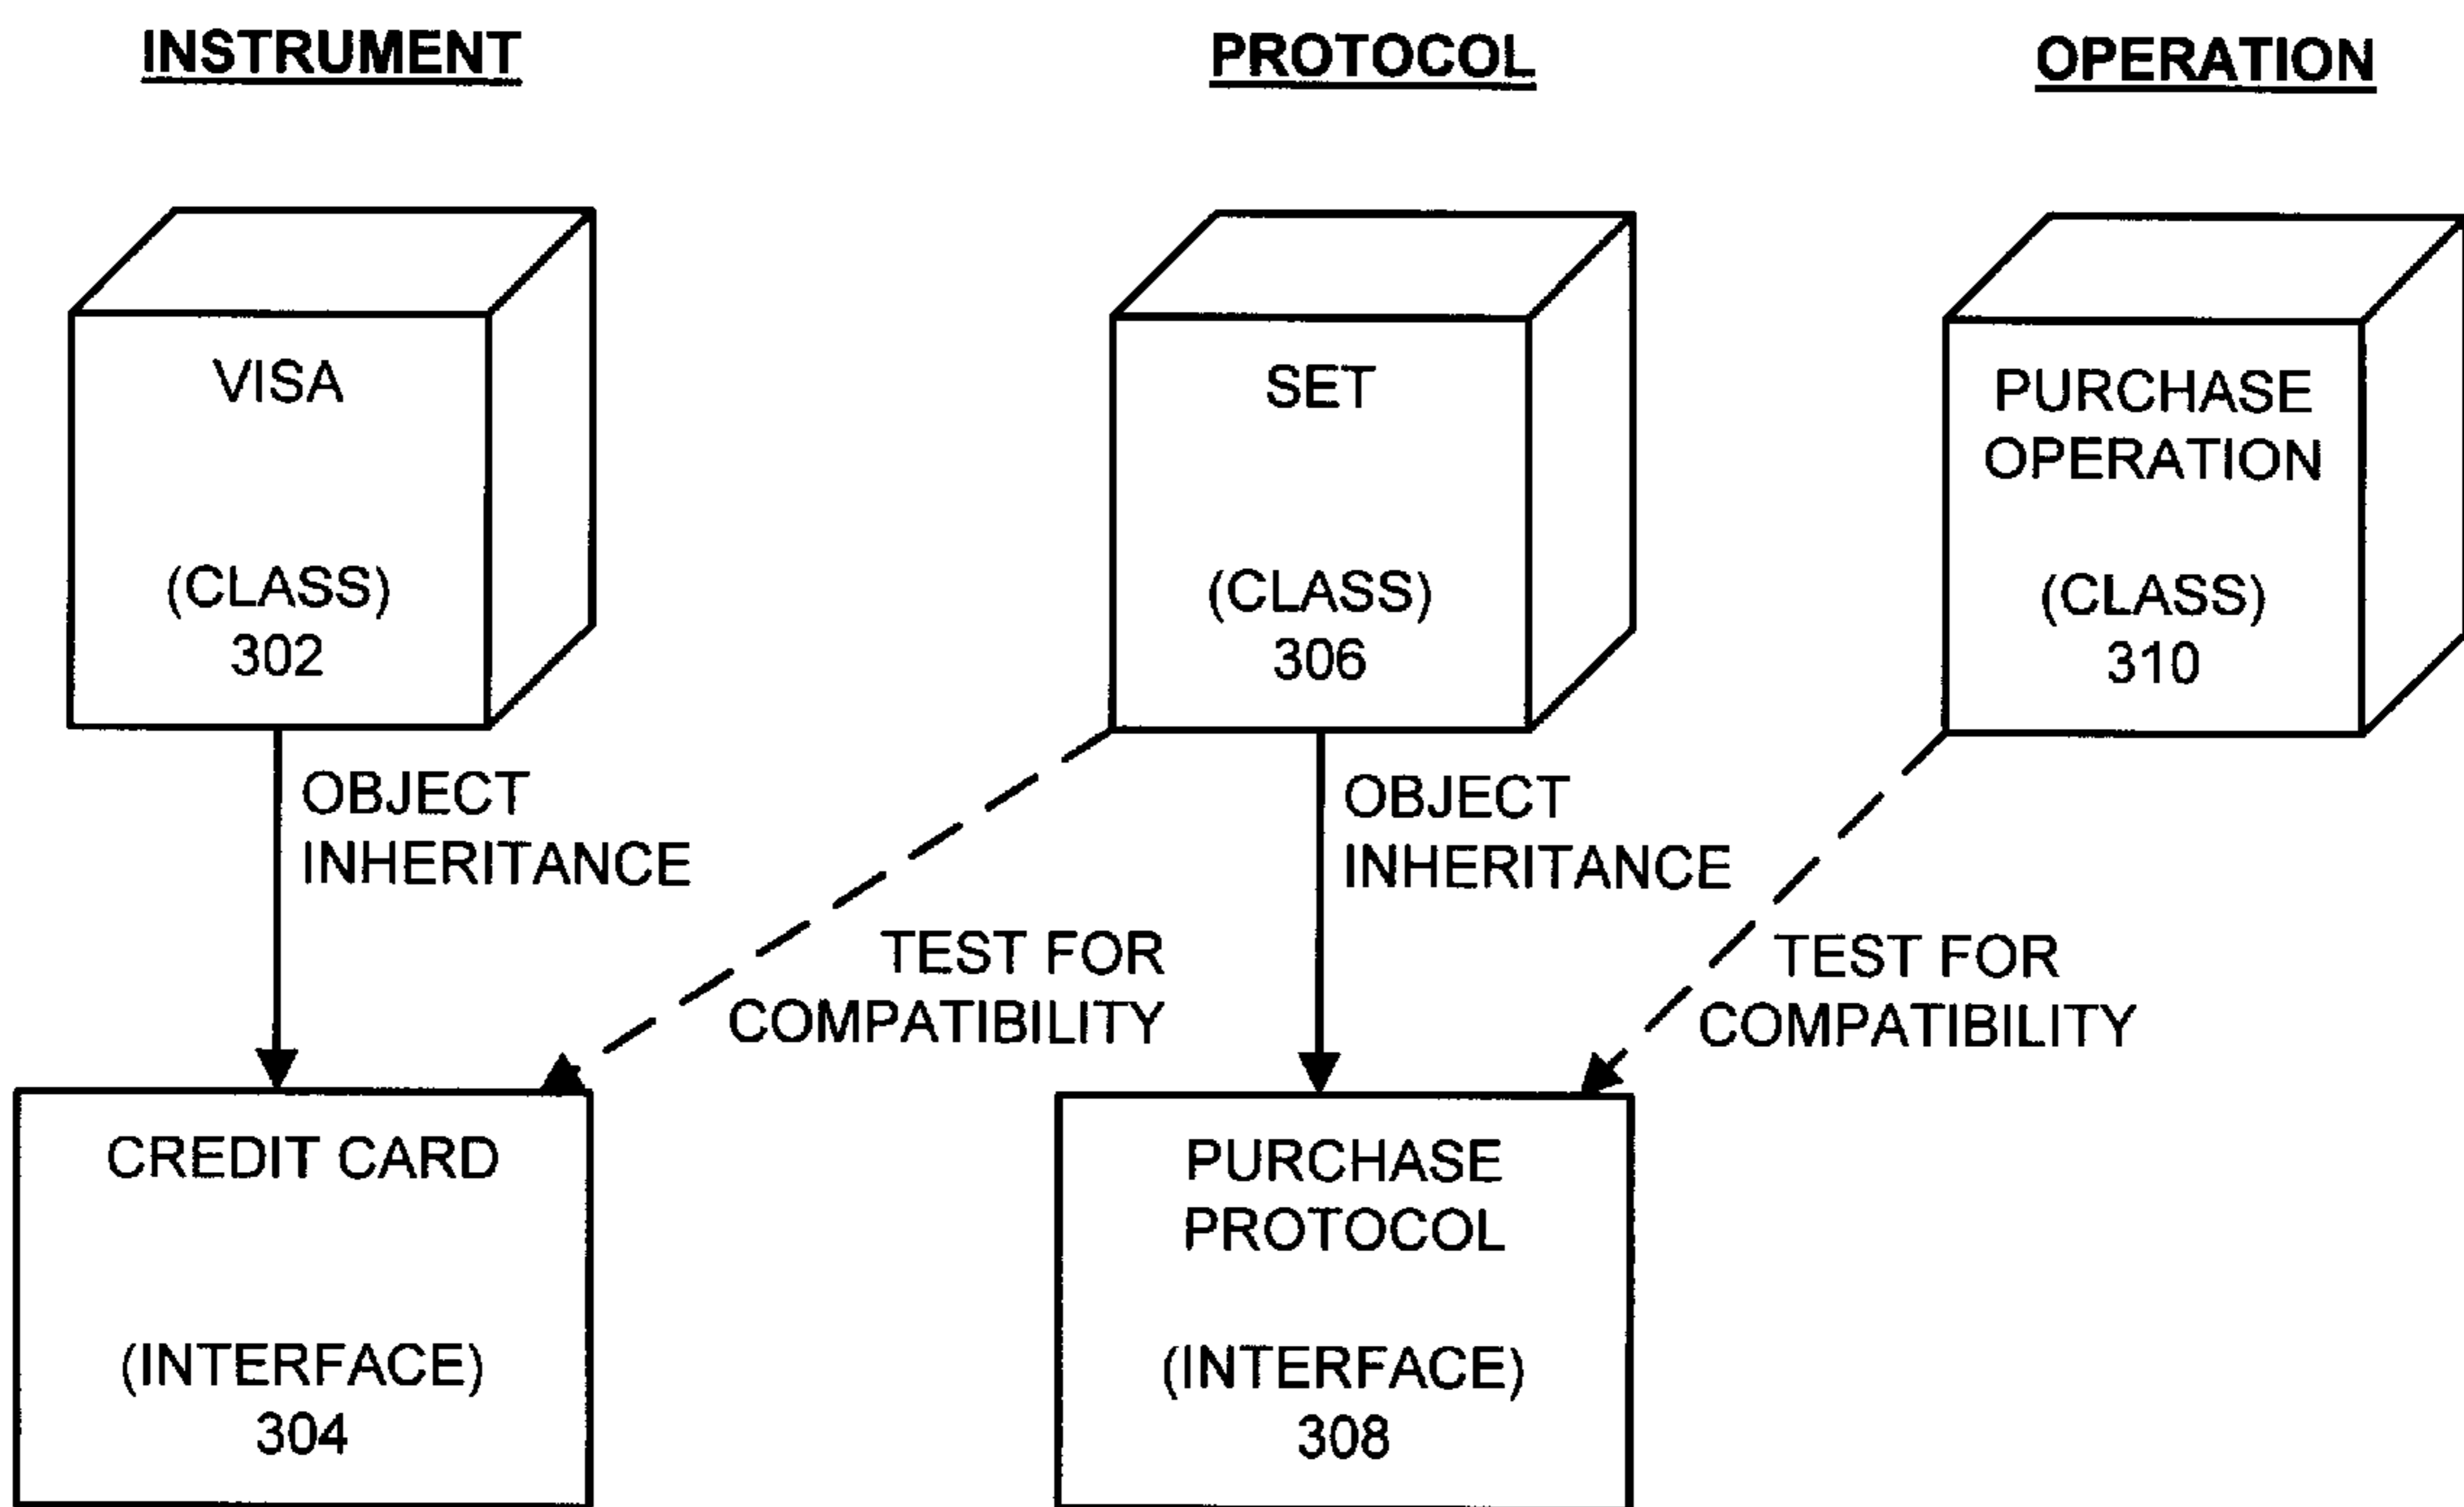 INSTRUMENT
PROTOCOL
OPERATION
VISA
(CLASS)
302
SET
(CLASS)
306
PURCHASE
OPERATION
(CLASS)
310
OBJECT
INHERITANCE
TEST FOR
COMPATIBILITY
OBJECT
INHERITANCE
TEST FOR
COMPATIBILITY
CREDIT CARD
(INTERFACE)
304
PURCHASE
PROTOCOL
(INTERFACE)
308